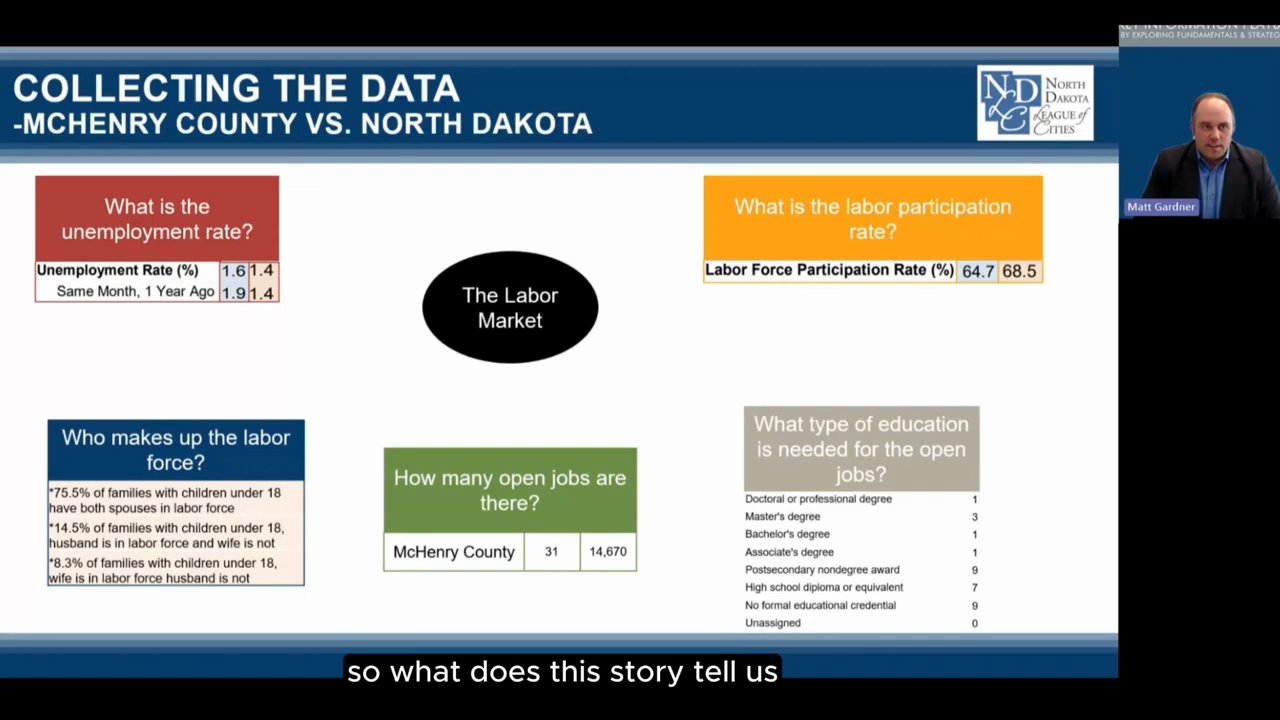 KEY INFORMATION PLATF
BY EXPLORING FUNDAMENTALS & STRATEG
COLLECTING THE DATA
-MCHENRY COUNTY VS. NORTH DAKOTA
NDLC
NORTH
DAKOTA
LEAGUE of
CITIES
Matt Gardner
What is the
unemployment rate?
Unemployment Rate (%) 1.6 1.4
Same Month, 1 Year Ago 1.9 1.4
The Labor
Market
What is the labor participation
rate?
Labor Force Participation Rate (%) 64.7 68.5
Who makes up the labor
force?
*75.5% of families with children under 18
have both spouses in labor force
*14.5% of families with children under 18,
husband is in labor force and wife is not
*8.3% of families with children under 18,
wife is in labor force husband is not
How many open jobs are
there?
McHenry County 31 14,670
What type of education
is needed for the open
jobs?
Doctoral or professional degree 1
Master's degree 3
Bachelor's degree 1
Associate's degree 1
Postsecondary nondegree award 9
High school diploma or equivalent 7
No formal educational credential 9
Unassigned 0
so what does this story tell us